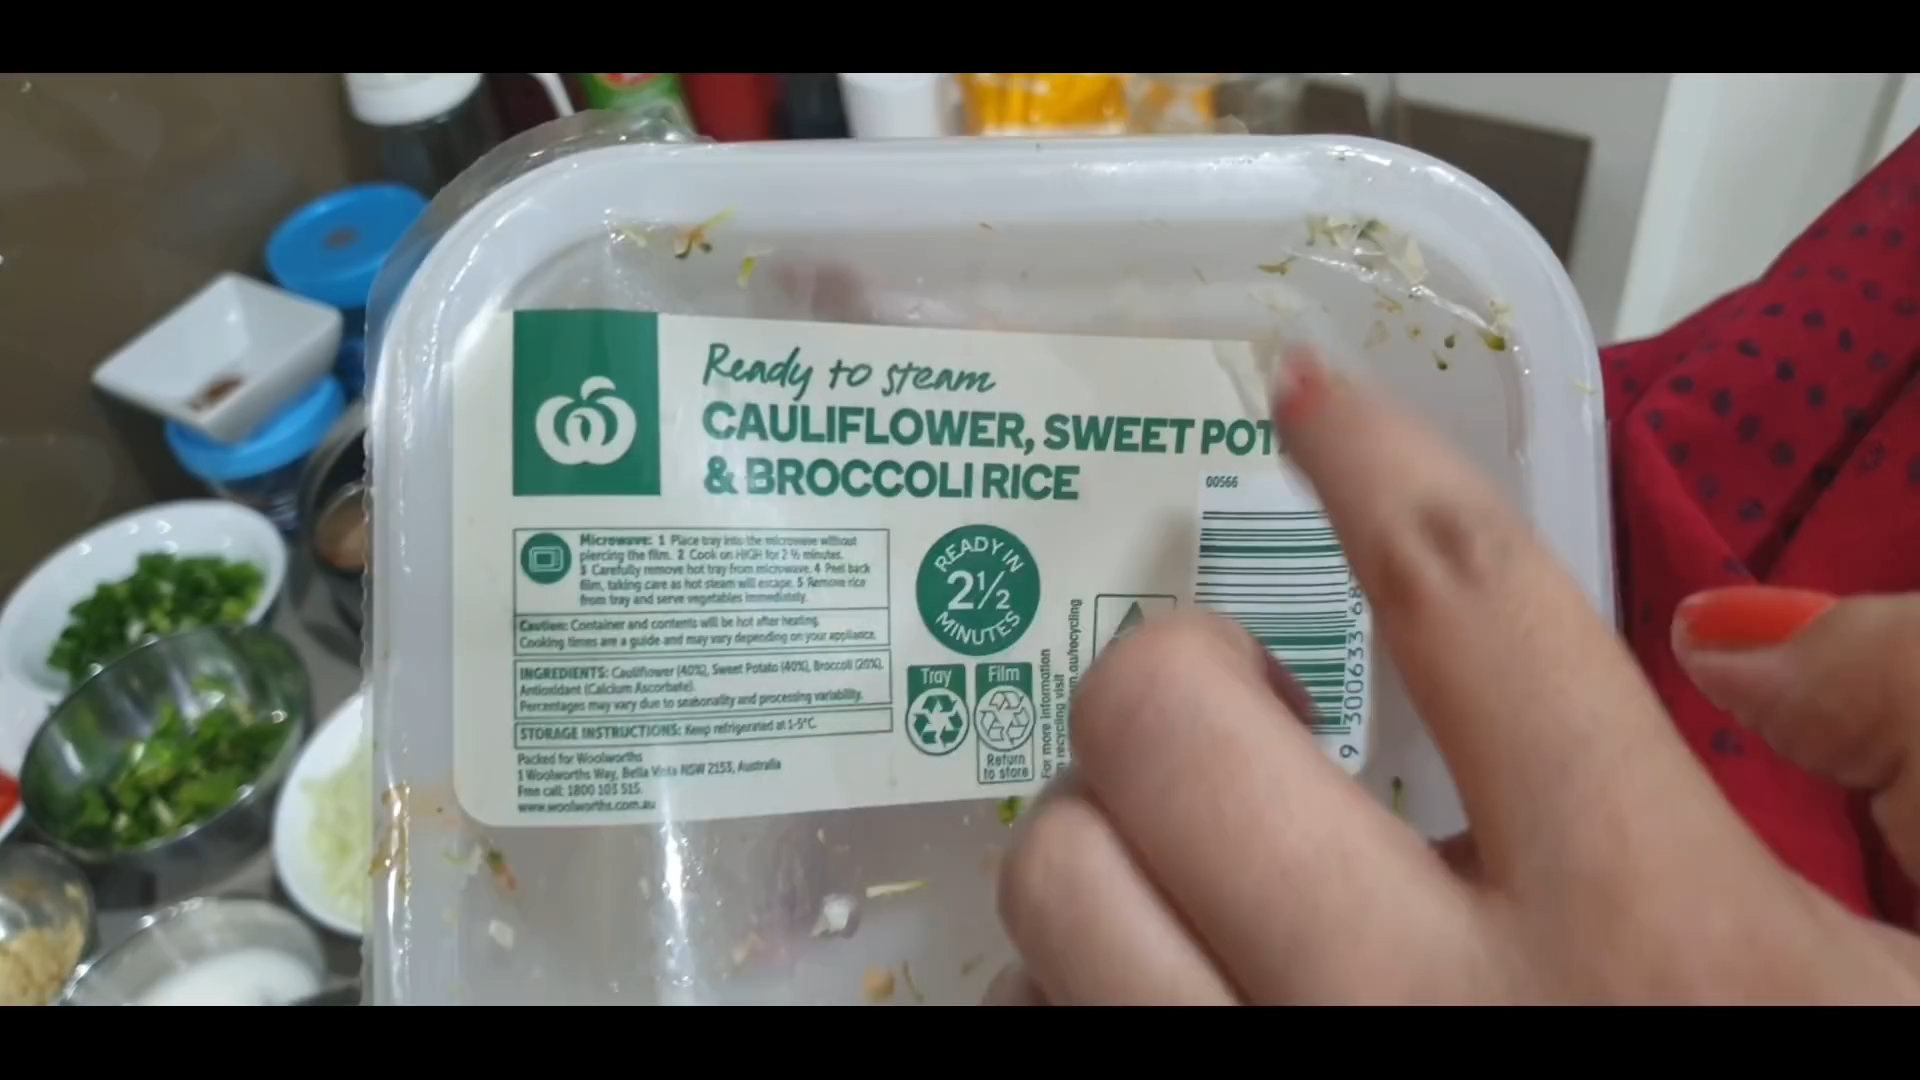 Ready to steam
CAULIFLOWER, SWEET POT
& BROCCOLI RICE
00566
Microwave: 1 Place tray into the microwave without
piercing the film. 2 Cook on HIGH for 2 ½ minutes.
3 Carefully remove hot tray from microwave. 4 Peel back
film, taking care as hot steam will escape. 5 Remove rice
from tray and serve vegetables immediately.
Caution: Container and contents will be hot after heating.
Cooking times are a guide and may vary depending on your appliance.
INGREDIENTS: Cauliflower (40%), Sweet Potato (40%), Broccoli (20%),
Antioxidant (Calcium Ascorbate).
Percentages may vary due to seasonality and processing variability.
STORAGE INSTRUCTIONS: Keep refrigerated at 1-5°C.
Packed for Woolworths
1 Woolworths Way, Bella Vista NSW 2153, Australia
Free call: 1800 103 515.
www.woolworths.com.au
READY IN
2½
MINUTES
Tray
Film
Return
to store
For more information
recycling visit
.au/recycling
9 300633 68